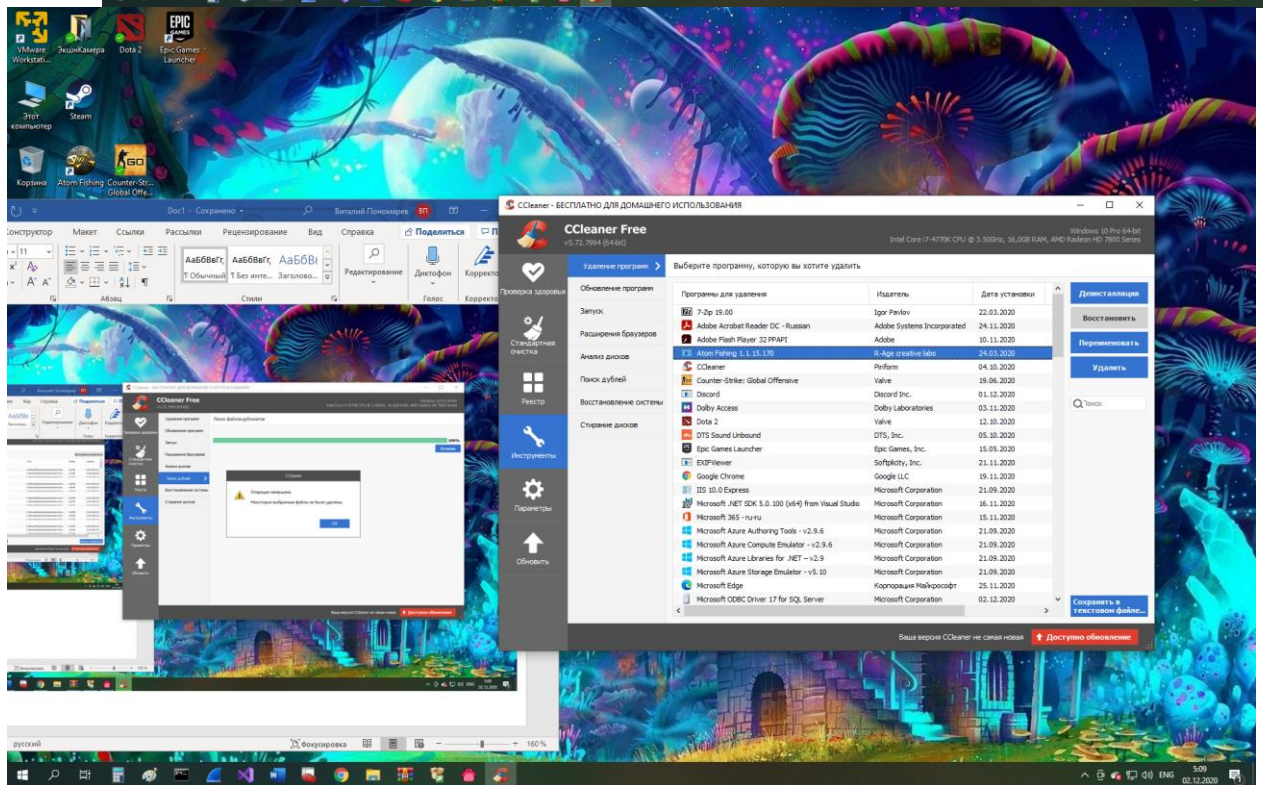 VMware Workstati...
ЭкшнКамера
Dota 2
Epic Games Launcher
Этот компьютер
Steam
Корзина
Atom Fishing
Counter-Str... Global Offe...
Doc1 - Сохранено
Виталий Пономарев
ВП
Конструктор Макет Ссылки Рассылки Рецензирование Вид Справка Поделиться
11
АаБбВвГг, АаБбВвГг, АаБбВв
¶ Обычный ¶ Без инте... Заголово...
Редактирование Диктофон Корректо
Абзац Стили Голос Корректо
CCleaner - БЕСПЛАТНО ДЛЯ ДОМАШНЕГО ИСПОЛЬЗОВАНИЯ
CCleaner Free
v5.72.7994 (64-bit)
Windows 10 Pro 64-bit
Intel Core i7-4770K CPU @ 3.50GHz, 16,0GB RAM, AMD Radeon HD 7800 Series
Проверка здоровья
Стандартная очистка
Реестр
Инструменты
Параметры
Обновить
Удаление программ
Обновление программ
Запуск
Расширения браузеров
Анализ дисков
Поиск дублей
Восстановление системы
Стирание дисков
Выберите программу, которую вы хотите удалить
Программы для удаления Издатель Дата установки
7-Zip 19.00 Igor Pavlov 22.03.2020
Adobe Acrobat Reader DC - Russian Adobe Systems Incorporated 24.11.2020
Adobe Flash Player 32 PPAPI Adobe 10.11.2020
Atom Fishing 1.1.15.170 R-Age creative labs 24.03.2020
CCleaner Piriform 04.10.2020
Counter-Strike: Global Offensive Valve 19.06.2020
Discord Discord Inc. 01.12.2020
Dolby Access Dolby Laboratories 03.11.2020
Dota 2 Valve 12.10.2020
DTS Sound Unbound DTS, Inc. 05.10.2020
Epic Games Launcher Epic Games, Inc. 15.05.2020
EXIFViewer Softplicity, Inc. 21.11.2020
Google Chrome Google LLC 19.11.2020
IIS 10.0 Express Microsoft Corporation 21.09.2020
Microsoft .NET SDK 5.0.100 (x64) from Visual Studio Microsoft Corporation 16.11.2020
Microsoft 365 - ru-ru Microsoft Corporation 15.11.2020
Microsoft Azure Authoring Tools - v2.9.6 Microsoft Corporation 21.09.2020
Microsoft Azure Compute Emulator - v2.9.6 Microsoft Corporation 21.09.2020
Microsoft Azure Libraries for .NET – v2.9 Microsoft Corporation 21.09.2020
Microsoft Azure Storage Emulator - v5.10 Microsoft Corporation 21.09.2020
Microsoft Edge Корпорация Майкрософт 25.11.2020
Microsoft ODBC Driver 17 for SQL Server Microsoft Corporation 02.12.2020
Деинсталляция
Восстановить
Переименовать
Удалить
Поиск
Сохранить в текстовом файле...
Ваша версия CCleaner не самая новая
Доступно обновление
CCleaner Free
Поиск файлов дубликатов
100%
CCleaner
Операция завершена.
Некоторые выбранные файлы не были удалены.
OK
русский
Фокусировка
160 %
ENG
5:09
02.12.2020